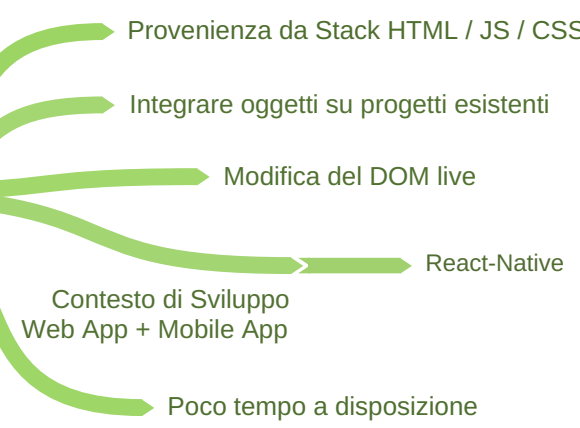 Provenienza da Stack HTML / JS / CSS
Integrare oggetti su progetti esistenti
Modifica del DOM live
React-Native
Contesto di Sviluppo
Web App + Mobile App
Poco tempo a disposizione